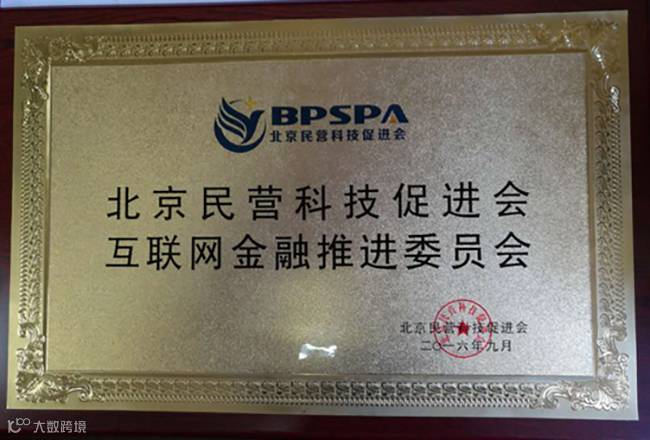 BPSPA
北京民营科技促进会
北京民营科技促进会
互联网金融推进委员会
北京民营科技促进会
二〇一六年九月
大数跨境